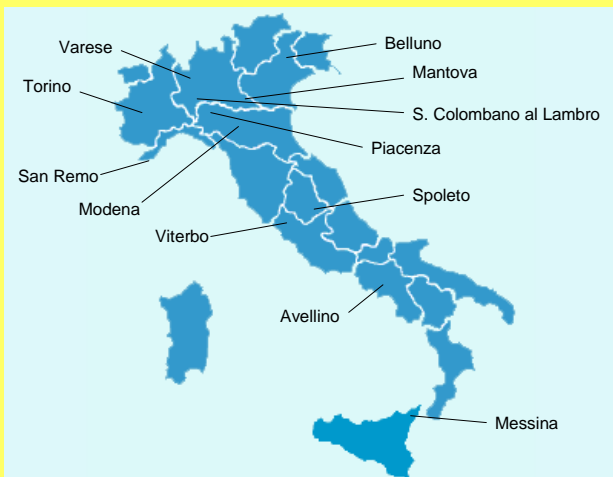 Belluno
Varese
Mantova
Torino
S. Colombano al Lambro
Piacenza
San Remo
Modena
Spoleto
Viterbo
Avellino
Messina